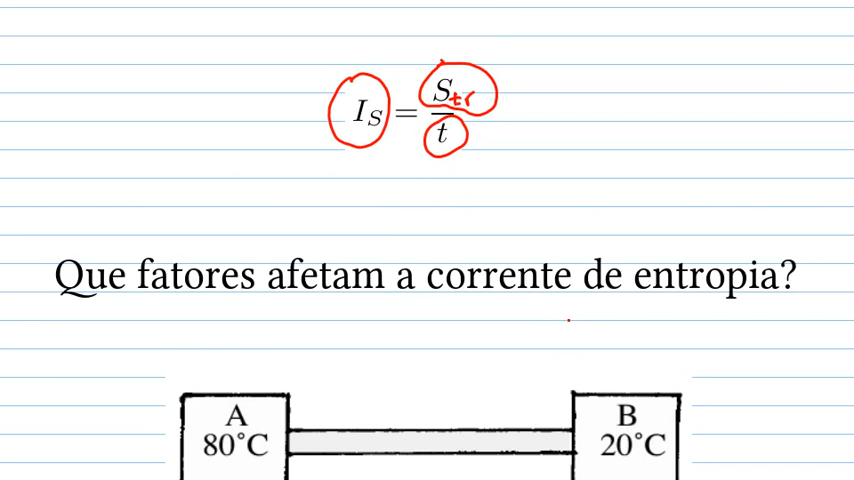 I_S = S_tr / t
Que fatores afetam a corrente de entropia?
A B
80°C 20°C